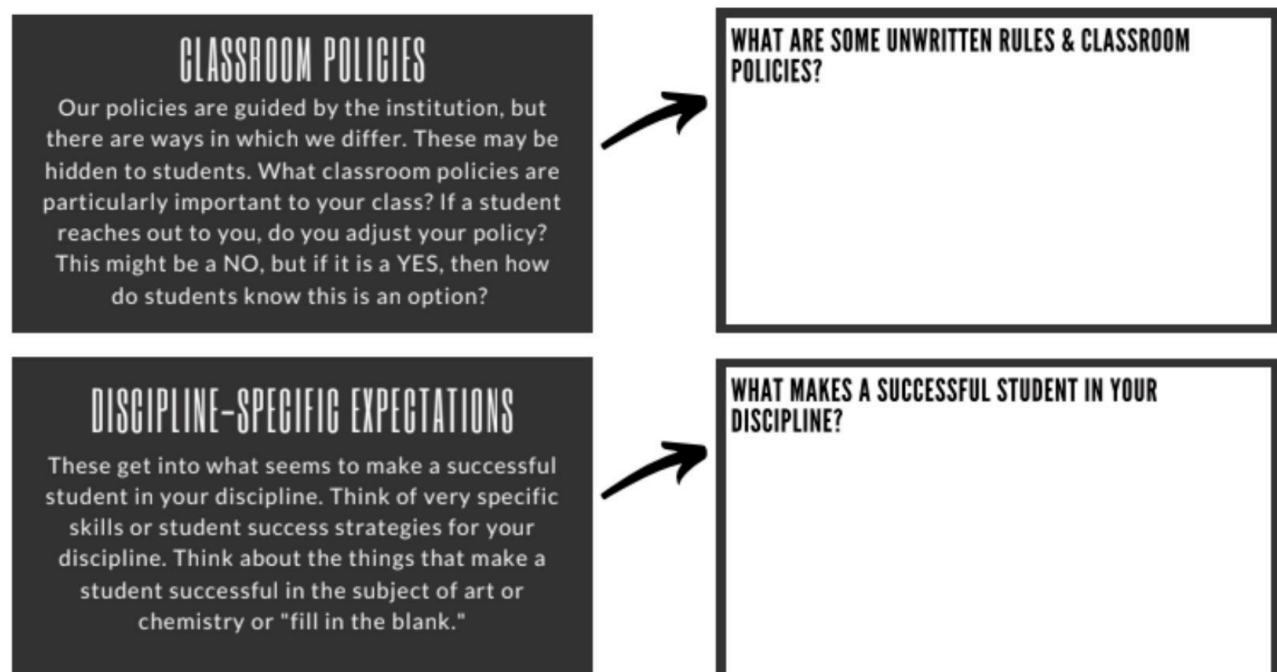 CLASSROOM POLICIES
Our policies are guided by the institution, but
there are ways in which we differ. These may be
hidden to students. What classroom policies are
particularly important to your class? If a student
reaches out to you, do you adjust your policy?
This might be a NO, but if it is a YES, then how
do students know this is an option?
WHAT ARE SOME UNWRITTEN RULES & CLASSROOM
POLICIES?
DISCIPLINE-SPECIFIC EXPECTATIONS
These get into what seems to make a successful
student in your discipline. Think of very specific
skills or student success strategies for your
discipline. Think about the things that make a
student successful in the subject of art or
chemistry or "fill in the blank."
WHAT MAKES A SUCCESSFUL STUDENT IN YOUR
DISCIPLINE?